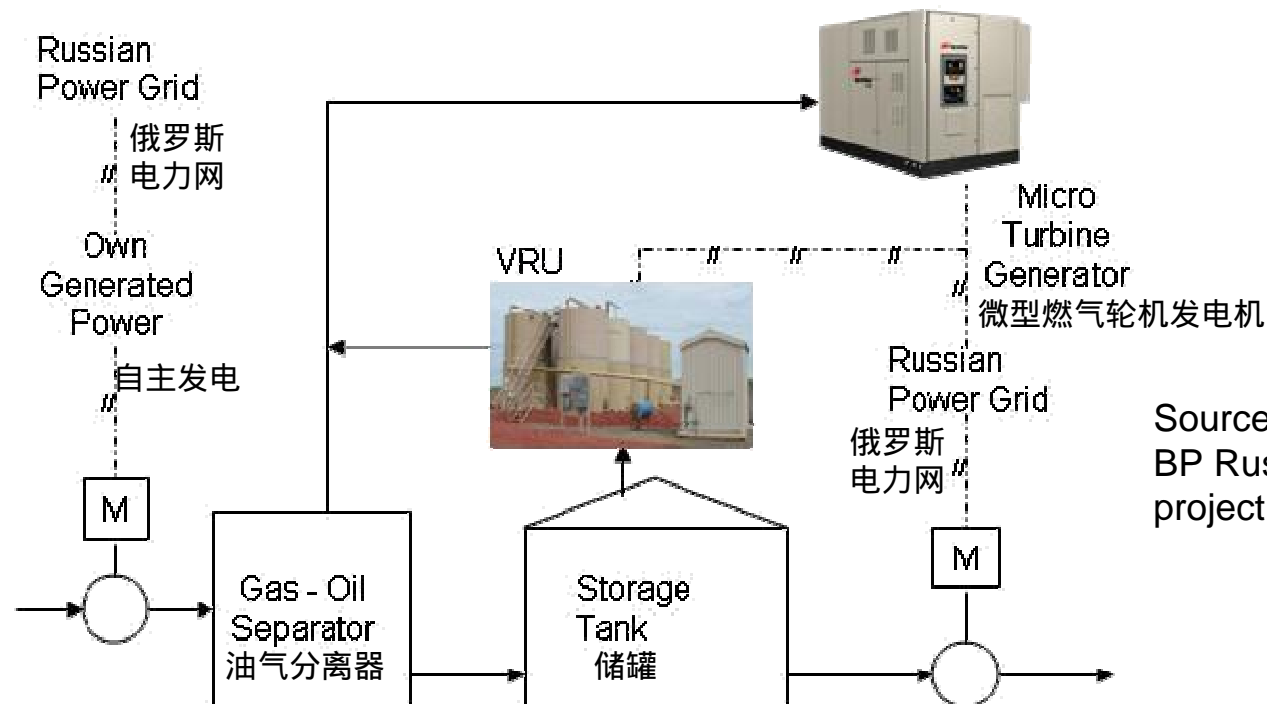 Russian
Power Grid
俄罗斯
电力网
Own
Generated
Power
自主发电
M
Gas - Oil
Separator
油气分离器
VRU
Storage
Tank
储罐
Micro
Turbine
Generator
微型燃气轮机发电机
Russian
Power Grid
俄罗斯
电力网
M
Source
BP Rus
project